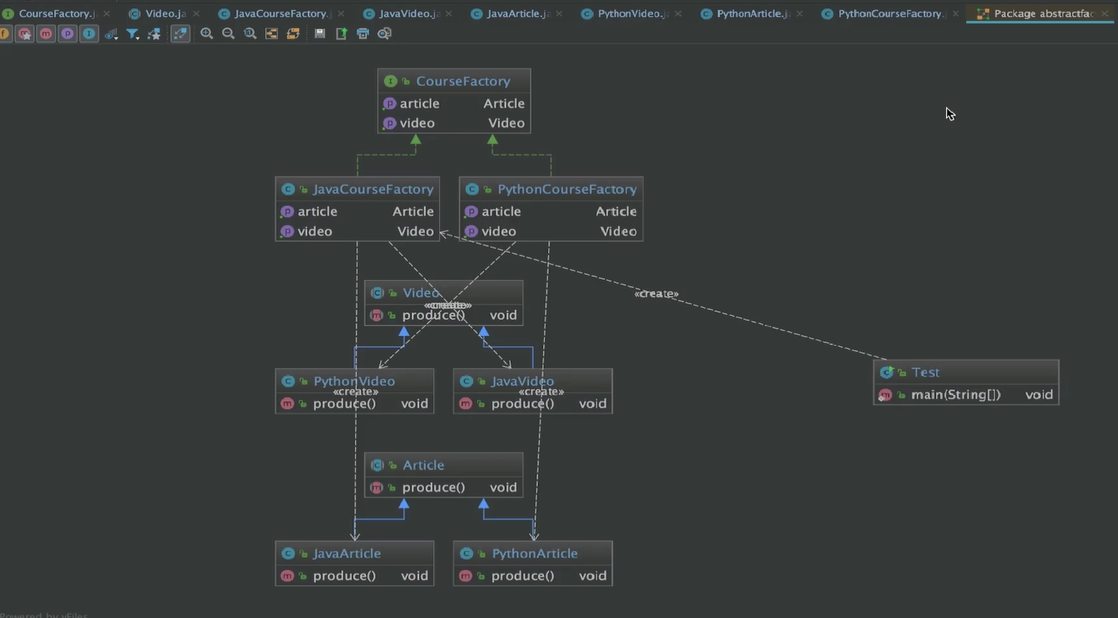 CourseFactory. Video.ja JavaCourseFactory. JavaVideo.j JavaArticle.j PythonVideo.j PythonArticle.j PythonCourseFactory. Package abstractfa
CourseFactory
article Article
video Video
JavaCourseFactory
article Article
video Video
PythonCourseFactory
article Article
video Video
«create»
Video
produce() void
«create»
PythonVideo
«create»
produce() void
JavaVideo
«create»
produce() void
Test
main(String[]) void
Article
produce() void
JavaArticle
produce() void
PythonArticle
produce() void
Powered by yFiles